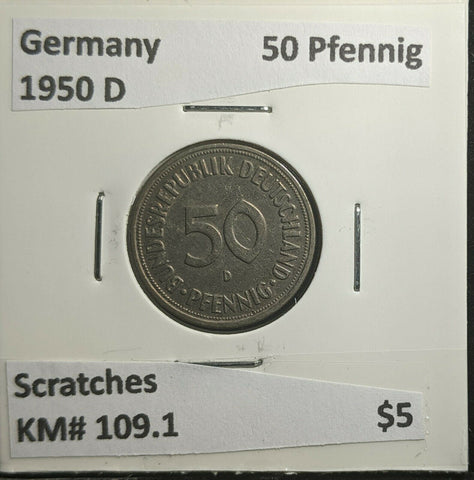 Germany 50 Pfennig
1950 D
BUNDESREPUBLIK DEUTSCHLAND
50
D
· PFENNIG ·
Scratches
KM# 109.1 $5